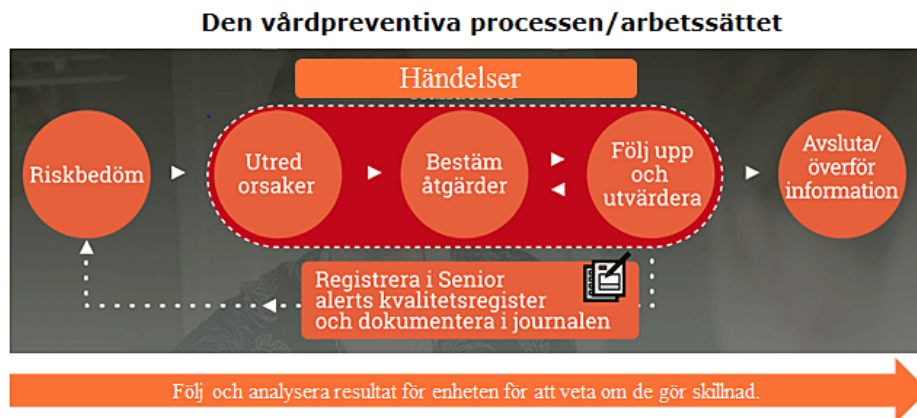 Den vårdpreventiva processen/arbetssättet
Händelser
Riskbedöm
Utred
orsaker
Bestäm
åtgärder
Följ upp
och
utvärdera
Avsluta/
överför
information
Registrera i Senior
alerts kvalitetsregister
och dokumentera i journalen
Följ och analysera resultat för enheten för att veta om de gör skillnad.